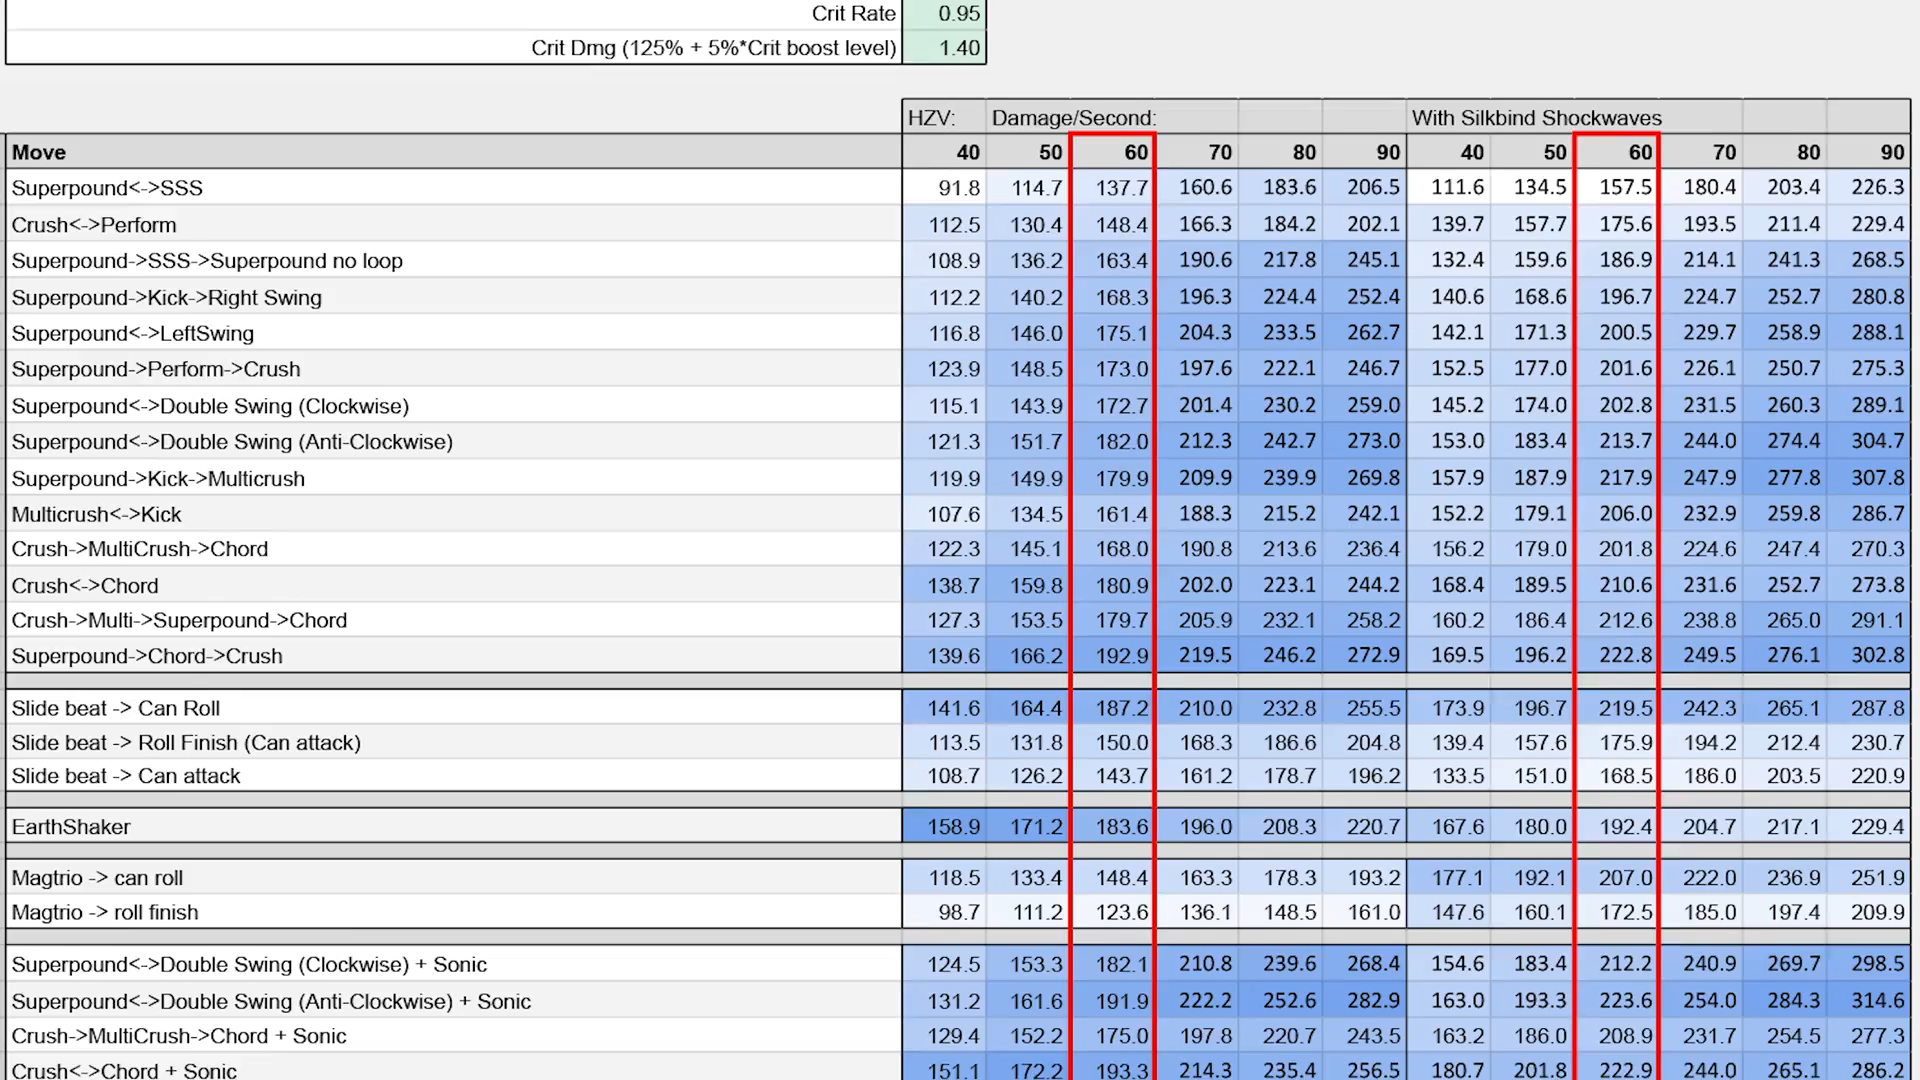 Crit Rate 0.95
Crit Dmg (125% + 5%*Crit boost level) 1.40
HZV: Damage/Second: With Silkbind Shockwaves
Move 40 50 60 70 80 90 40 50 60 70 80 90
Superpound<->SSS 91.8 114.7 137.7 160.6 183.6 206.5 111.6 134.5 157.5 180.4 203.4 226.3
Crush<->Perform 112.5 130.4 148.4 166.3 184.2 202.1 139.7 157.7 175.6 193.5 211.4 229.4
Superpound->SSS->Superpound no loop 108.9 136.2 163.4 190.6 217.8 245.1 132.4 159.6 186.9 214.1 241.3 268.5
Superpound->Kick->Right Swing 112.2 140.2 168.3 196.3 224.4 252.4 140.6 168.6 196.7 224.7 252.7 280.8
Superpound<->LeftSwing 116.8 146.0 175.1 204.3 233.5 262.7 142.1 171.3 200.5 229.7 258.9 288.1
Superpound->Perform->Crush 123.9 148.5 173.0 197.6 222.1 246.7 152.5 177.0 201.6 226.1 250.7 275.3
Superpound<->Double Swing (Clockwise) 115.1 143.9 172.7 201.4 230.2 259.0 145.2 174.0 202.8 231.5 260.3 289.1
Superpound<->Double Swing (Anti-Clockwise) 121.3 151.7 182.0 212.3 242.7 273.0 153.0 183.4 213.7 244.0 274.4 304.7
Superpound->Kick->Multicrush 119.9 149.9 179.9 209.9 239.9 269.8 157.9 187.9 217.9 247.9 277.8 307.8
Multicrush<->Kick 107.6 134.5 161.4 188.3 215.2 242.1 152.2 179.1 206.0 232.9 259.8 286.7
Crush->MultiCrush->Chord 122.3 145.1 168.0 190.8 213.6 236.4 156.2 179.0 201.8 224.6 247.4 270.3
Crush<->Chord 138.7 159.8 180.9 202.0 223.1 244.2 168.4 189.5 210.6 231.6 252.7 273.8
Crush->Multi->Superpound->Chord 127.3 153.5 179.7 205.9 232.1 258.2 160.2 186.4 212.6 238.8 265.0 291.1
Superpound->Chord->Crush 139.6 166.2 192.9 219.5 246.2 272.9 169.5 196.2 222.8 249.5 276.1 302.8
Slide beat -> Can Roll 141.6 164.4 187.2 210.0 232.8 255.5 173.9 196.7 219.5 242.3 265.1 287.8
Slide beat -> Roll Finish (Can attack) 113.5 131.8 150.0 168.3 186.6 204.8 139.4 157.6 175.9 194.2 212.4 230.7
Slide beat -> Can attack 108.7 126.2 143.7 161.2 178.7 196.2 133.5 151.0 168.5 186.0 203.5 220.9
EarthShaker 158.9 171.2 183.6 196.0 208.3 220.7 167.6 180.0 192.4 204.7 217.1 229.4
Magtrio -> can roll 118.5 133.4 148.4 163.3 178.3 193.2 177.1 192.1 207.0 222.0 236.9 251.9
Magtrio -> roll finish 98.7 111.2 123.6 136.1 148.5 161.0 147.6 160.1 172.5 185.0 197.4 209.9
Superpound<->Double Swing (Clockwise) + Sonic 124.5 153.3 182.1 210.8 239.6 268.4 154.6 183.4 212.2 240.9 269.7 298.5
Superpound<->Double Swing (Anti-Clockwise) + Sonic 131.2 161.6 191.9 222.2 252.6 282.9 163.0 193.3 223.6 254.0 284.3 314.6
Crush->MultiCrush->Chord + Sonic 129.4 152.2 175.0 197.8 220.7 243.5 163.2 186.0 208.9 231.7 254.5 277.3
Crush<->Chord + Sonic 151.1 172.2 193.3 214.3 235.4 256.5 180.7 201.8 222.9 244.0 265.1 286.2